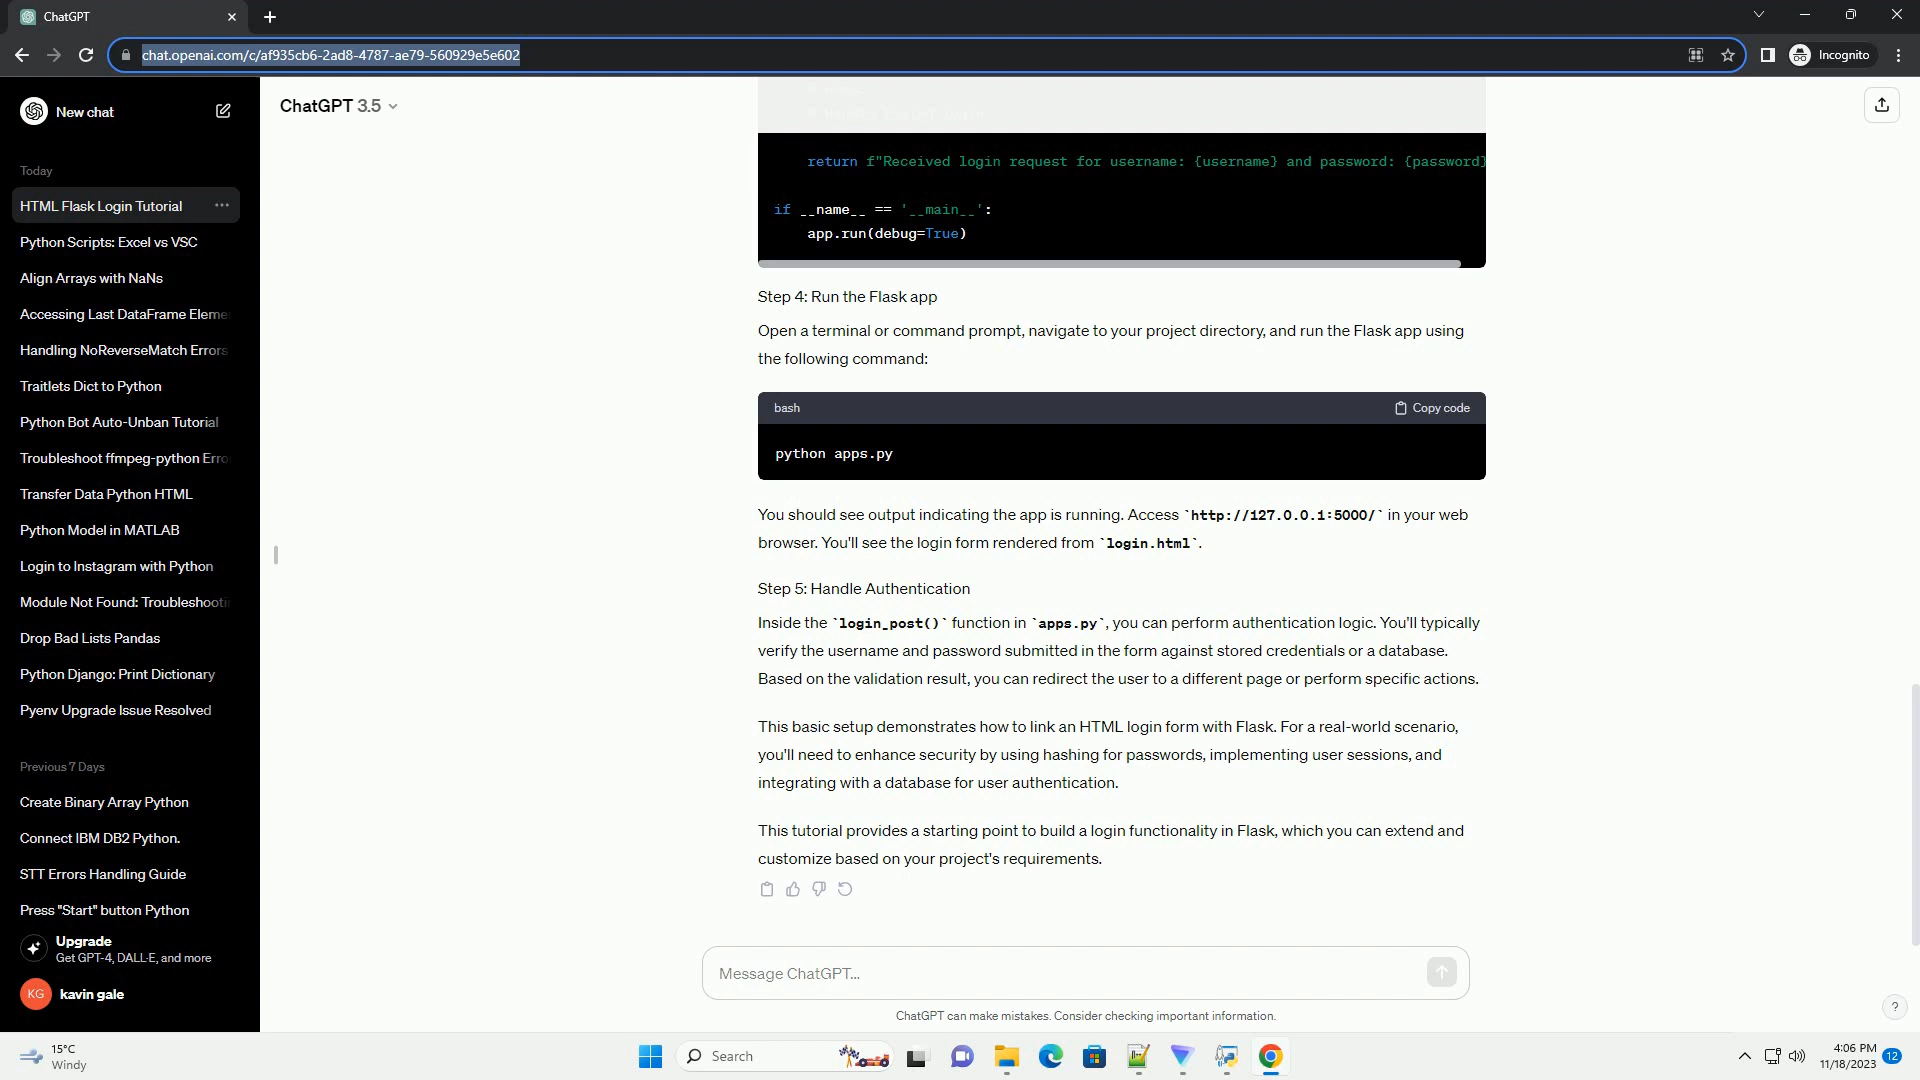 ChatGPT
chat.openai.com/c/af935cb6-2ad8-4787-ae79-560929e5e602
Incognito
New chat
Today
HTML Flask Login Tutorial
Python Scripts: Excel vs VSC
Align Arrays with NaNs
Accessing Last DataFrame Eleme
Handling NoReverseMatch Errors
Traitlets Dict to Python
Python Bot Auto-Unban Tutorial
Troubleshoot ffmpeg-python Erro
Transfer Data Python HTML
Python Model in MATLAB
Login to Instagram with Python
Module Not Found: Troubleshooti
Drop Bad Lists Pandas
Python Django: Print Dictionary
Pyenv Upgrade Issue Resolved
Previous 7 Days
Create Binary Array Python
Connect IBM DB2 Python.
STT Errors Handling Guide
Press "Start" button Python
Upgrade
Get GPT-4, DALL·E, and more
KG
kavin gale
ChatGPT 3.5
return f"Received login request for username: {username} and password: {password}
if __name__ == '__main__':
app.run(debug=True)
Step 4: Run the Flask app
Open a terminal or command prompt, navigate to your project directory, and run the Flask app using
the following command:
bash
Copy code
python apps.py
You should see output indicating the app is running. Access `http://127.0.0.1:5000/` in your web
browser. You'll see the login form rendered from `login.html`.
Step 5: Handle Authentication
Inside the `login_post()` function in `apps.py`, you can perform authentication logic. You'll typically
verify the username and password submitted in the form against stored credentials or a database.
Based on the validation result, you can redirect the user to a different page or perform specific actions.
This basic setup demonstrates how to link an HTML login form with Flask. For a real-world scenario,
you'll need to enhance security by using hashing for passwords, implementing user sessions, and
integrating with a database for user authentication.
This tutorial provides a starting point to build a login functionality in Flask, which you can extend and
customize based on your project's requirements.
Message ChatGPT...
ChatGPT can make mistakes. Consider checking important information.
?
15°C
Windy
Search
4:06 PM
11/18/2023
12